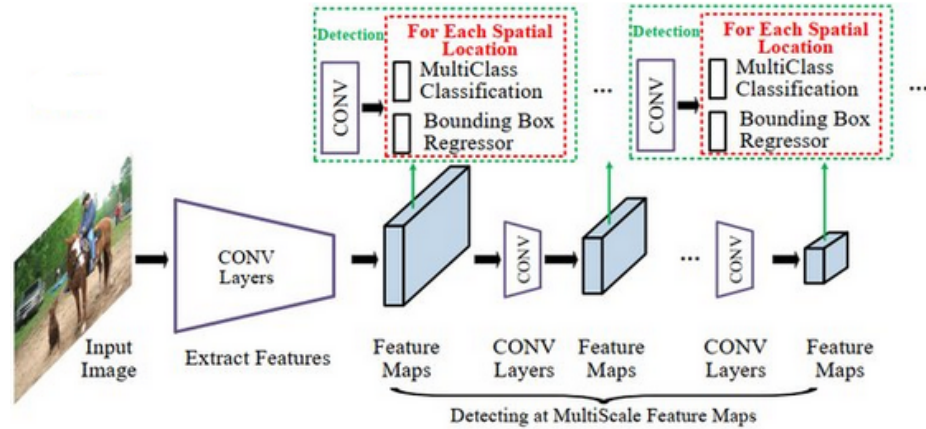 Detection
For Each Spatial
Location
CONV
MultiClass
Classification
Bounding Box
Regressor
...
Detection
For Each Spatial
Location
CONV
MultiClass
Classification
Bounding Box
Regressor
...
CONV
Layers
CONV
...
CONV
Input
Image
Extract Features
Feature
Maps
CONV
Layers
Feature
Maps
CONV
Layers
Feature
Maps
Detecting at MultiScale Feature Maps